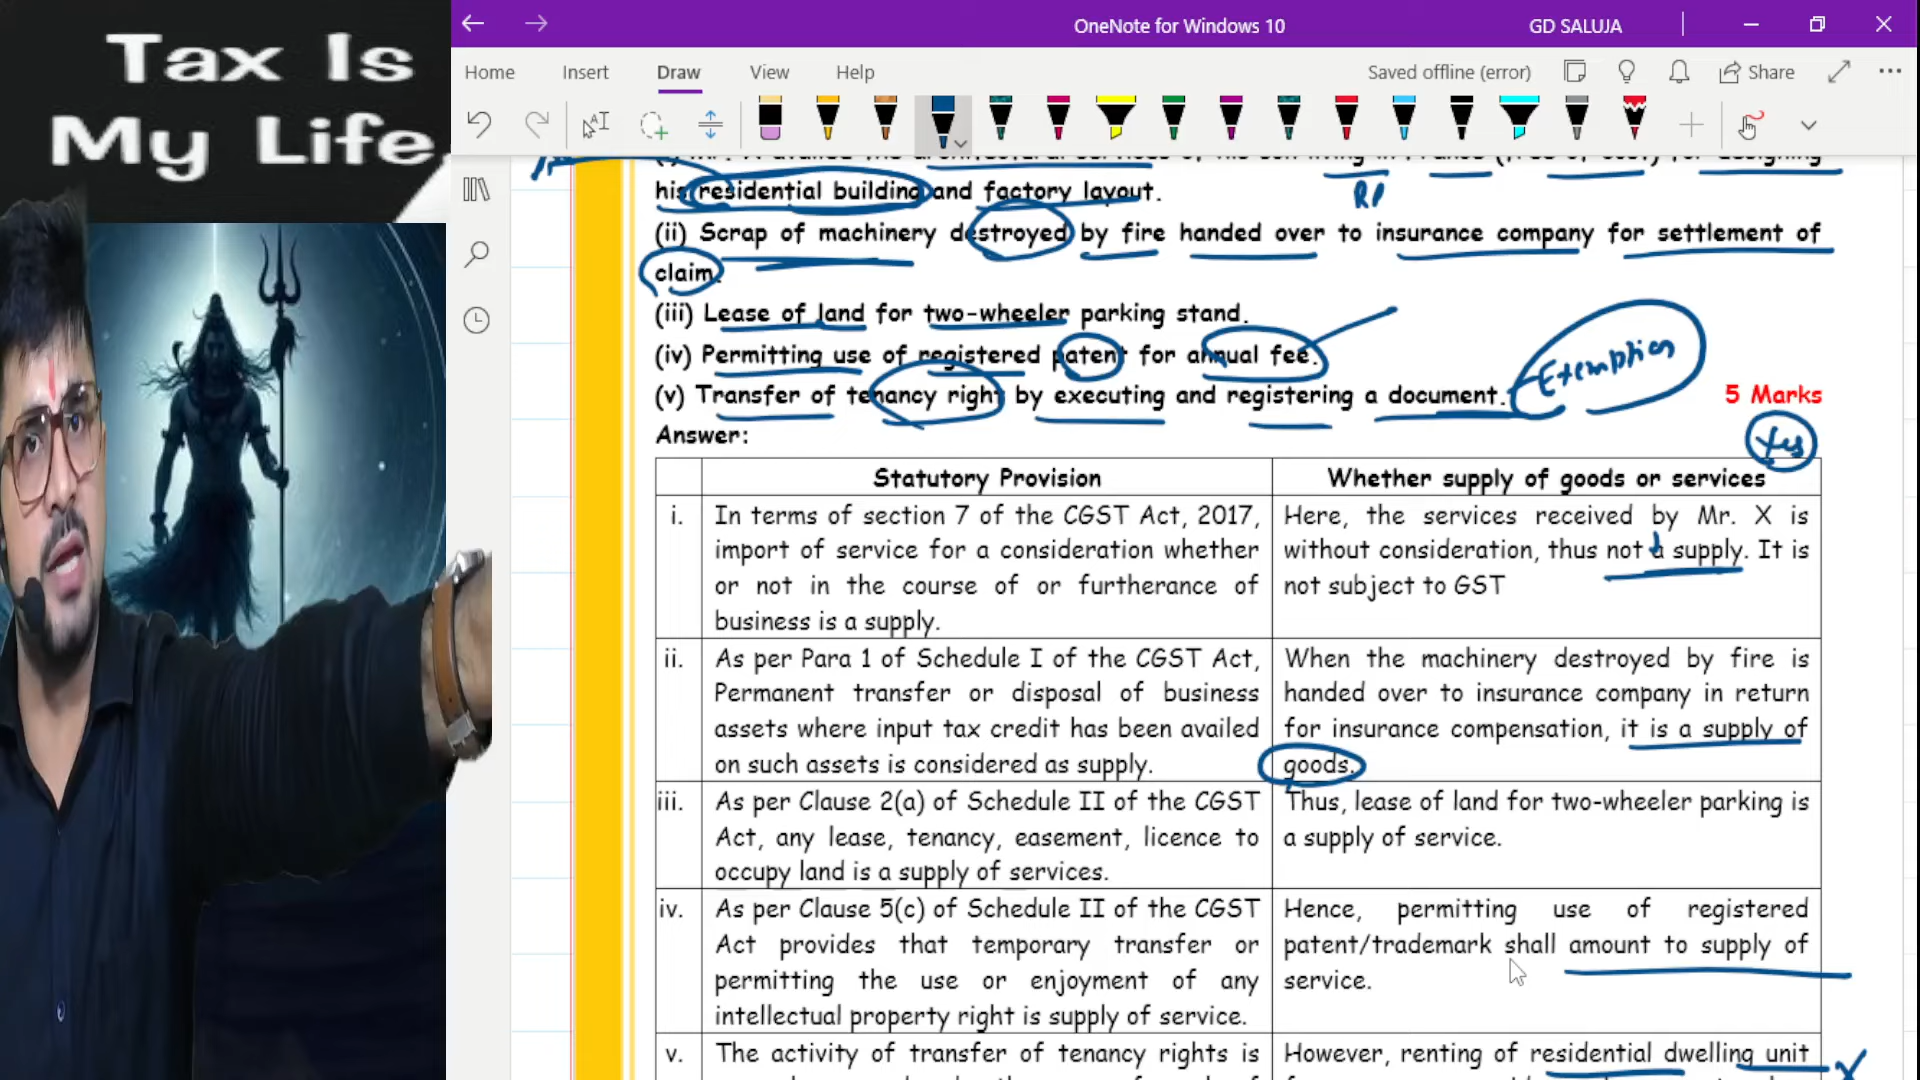 Tax Is
My Life.
OneNote for Windows 10
GD SALUJA
Home Insert Draw View Help
Saved offline (error)
Share
his residential building and factory layout.
RP
(ii) Scrap of machinery destroyed by fire handed over to insurance company for settlement of
claim.
(iii) Lease of land for two-wheeler parking stand.
(iv) Permitting use of registered patent for annual fee.
(v) Transfer of tenancy right by executing and registering a document.
Exemption
5 Marks
Answer:
Yes
Statutory Provision
Whether supply of goods or services
i.
In terms of section 7 of the CGST Act, 2017,
import of service for a consideration whether
or not in the course of or furtherance of
business is a supply.
Here, the services received by Mr. X is
without consideration, thus not a supply. It is
not subject to GST
ii.
As per Para 1 of Schedule I of the CGST Act,
Permanent transfer or disposal of business
assets where input tax credit has been availed
on such assets is considered as supply.
When the machinery destroyed by fire is
handed over to insurance company in return
for insurance compensation, it is a supply of
goods.
iii.
As per Clause 2(a) of Schedule II of the CGST
Act, any lease, tenancy, easement, licence to
occupy land is a supply of services.
Thus, lease of land for two-wheeler parking is
a supply of service.
iv.
As per Clause 5(c) of Schedule II of the CGST
Act provides that temporary transfer or
permitting the use or enjoyment of any
intellectual property right is supply of service.
Hence, permitting use of registered
patent/trademark shall amount to supply of
service.
v.
The activity of transfer of tenancy rights is
However, renting of residential dwelling unit